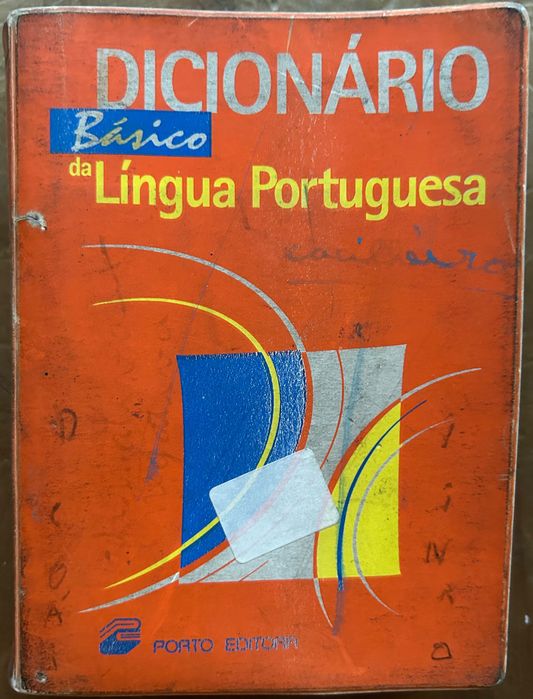 DICIONÁRIO
Básico
da Língua Portuguesa
PORTO EDITORA